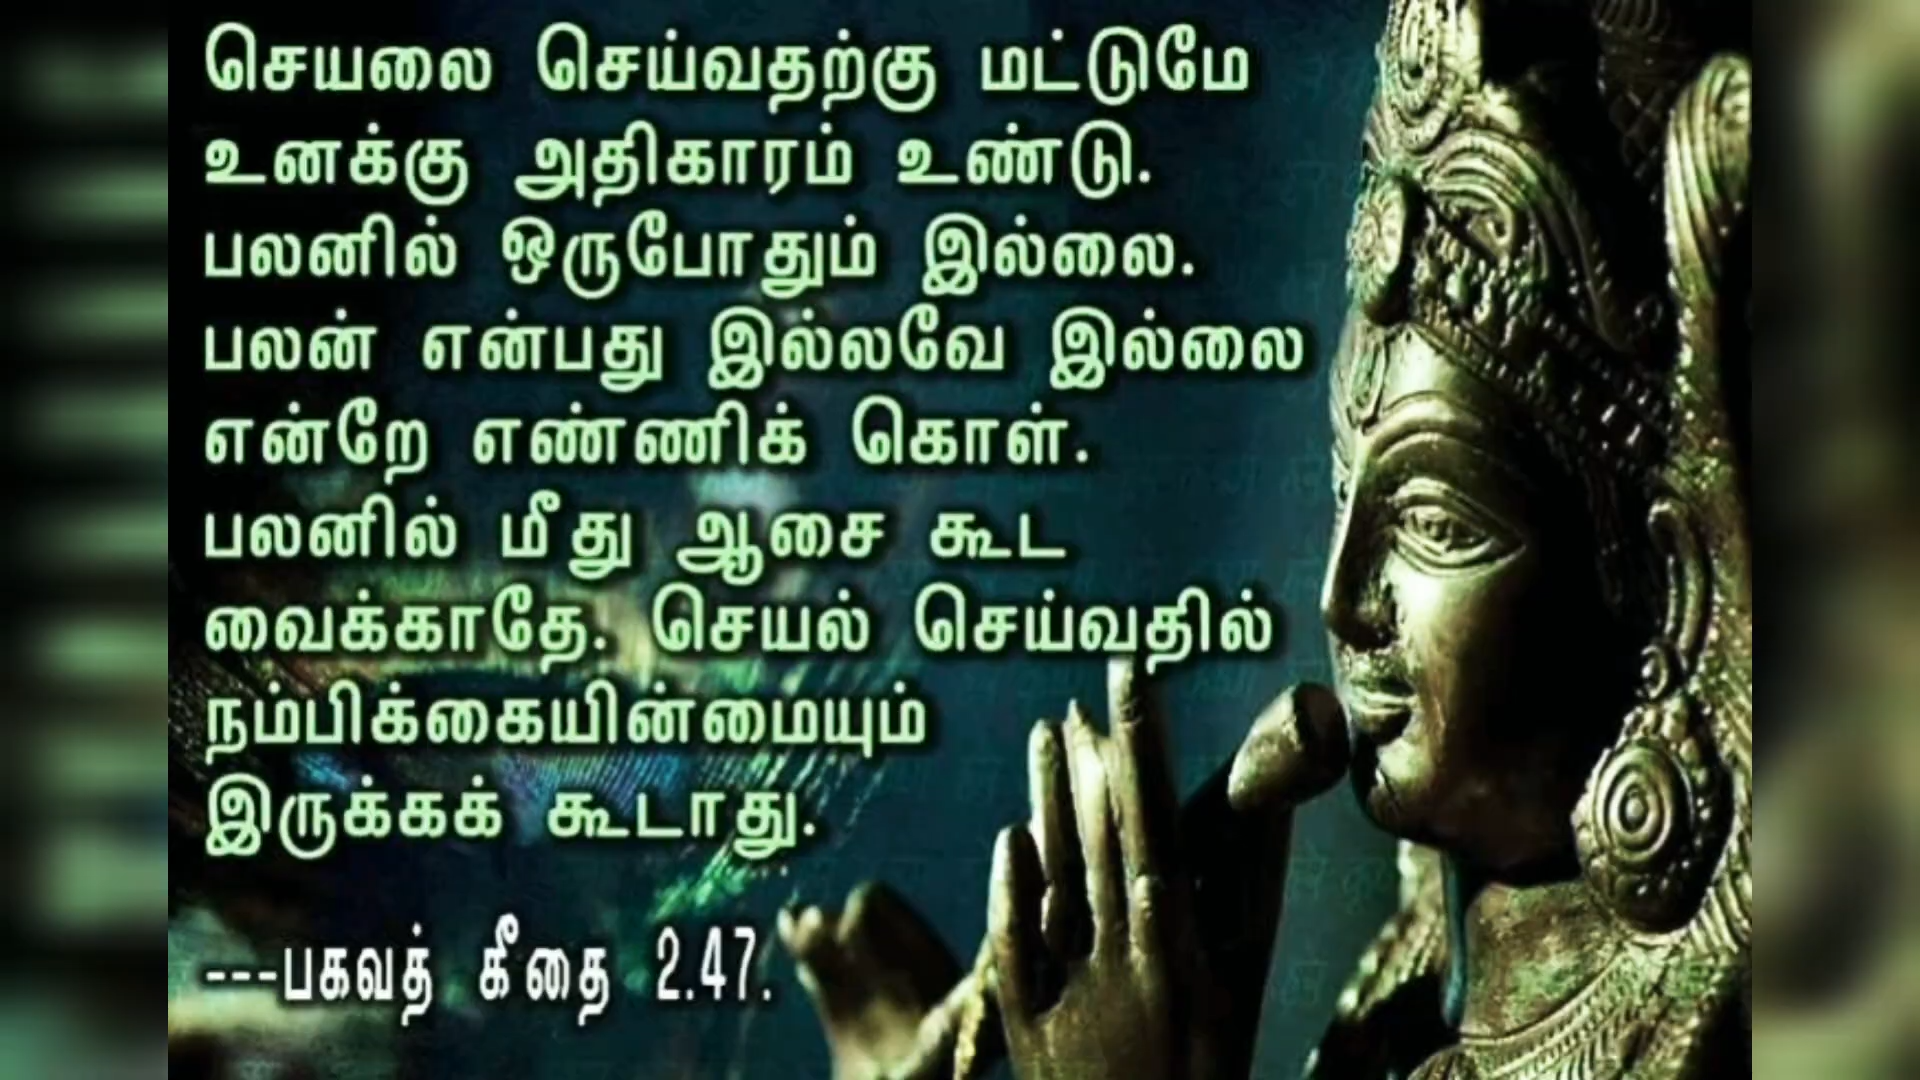 செயலை செய்வதற்கு மட்டுமே
உனக்கு அதிகாரம் உண்டு.
பலனில் ஒருபோதும் இல்லை.
பலன் என்பது இல்லவே இல்லை
என்றே எண்ணிக் கொள்.
பலனில் மீது ஆசை கூட
வைக்காதே. செயல் செய்வதில்
நம்பிக்கையின்மையும்
இருக்கக் கூடாது.
---பகவத் கீதை 2.47.